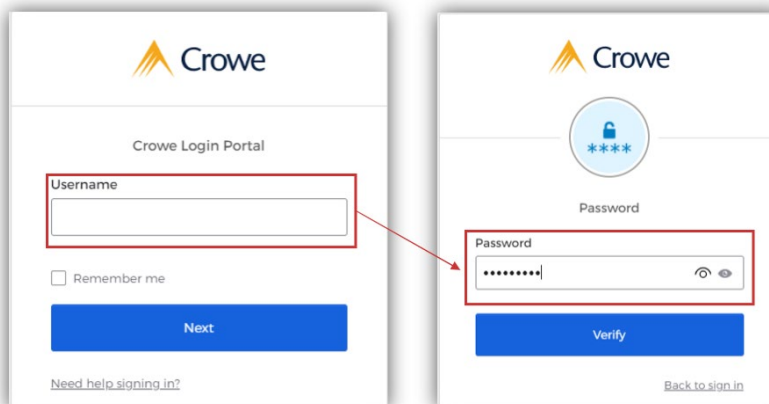 Crowe
Crowe Login Portal
Username
Remember me
Next
Need help signing in?
Crowe
****
Password
Password
•••••••••
Verify
Back to sign in